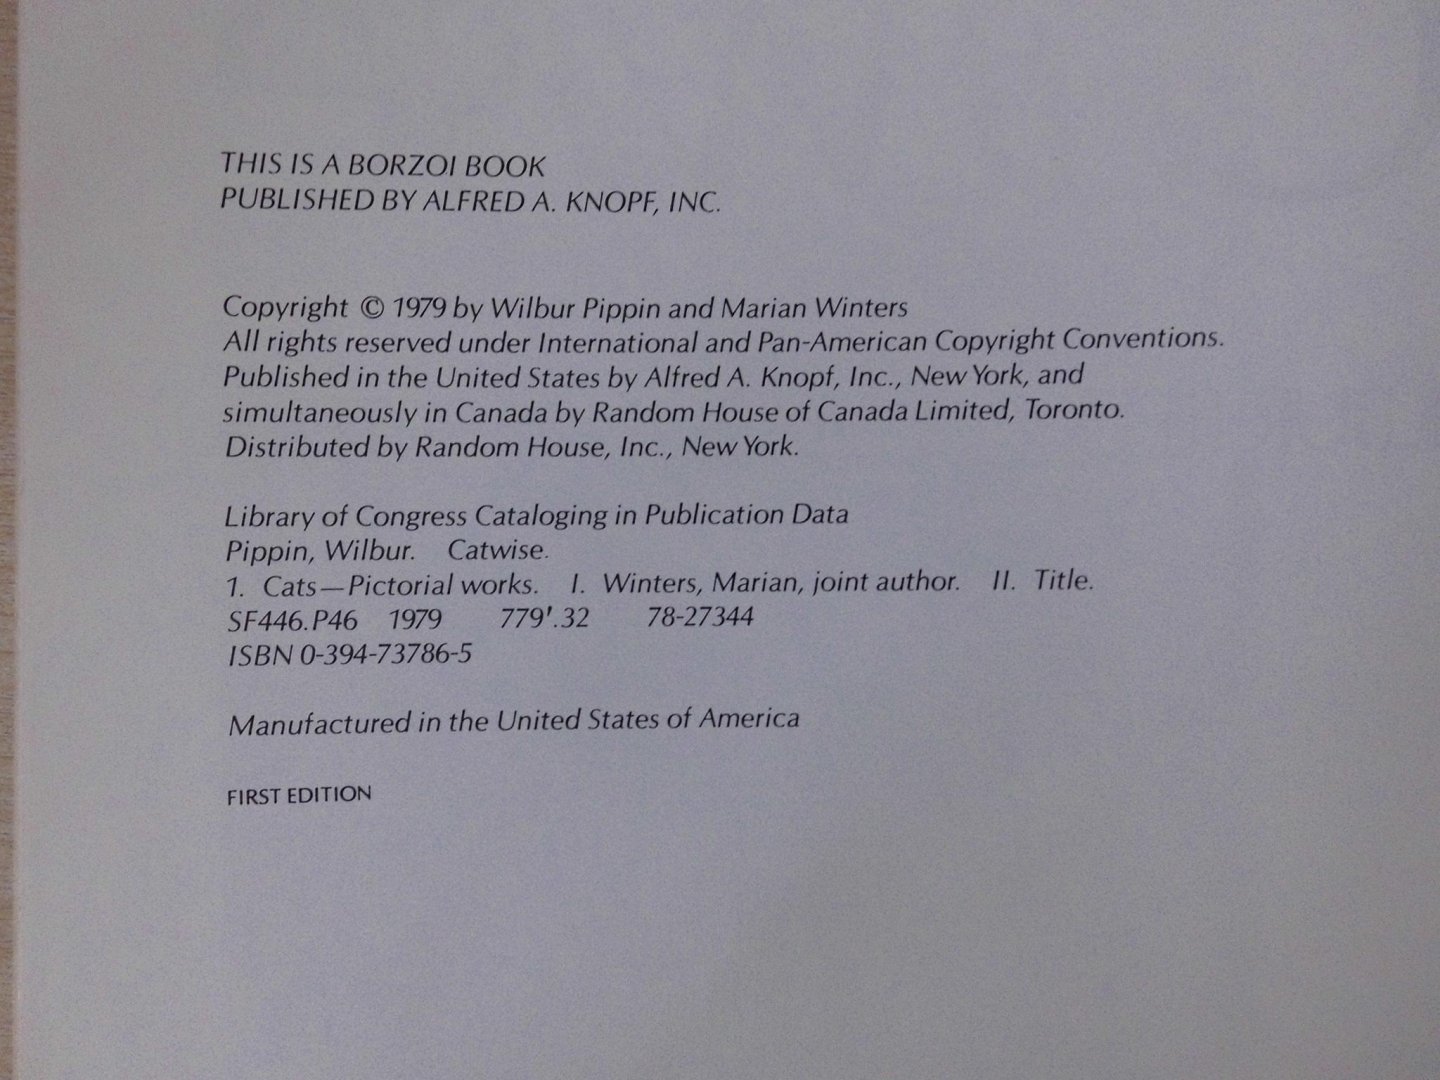 THIS IS A BORZOI BOOK
PUBLISHED BY ALFRED A. KNOPF, INC.
Copyright © 1979 by Wilbur Pippin and Marian Winters
All rights reserved under International and Pan-American Copyright Conventions.
Published in the United States by Alfred A. Knopf, Inc., New York, and
simultaneously in Canada by Random House of Canada Limited, Toronto.
Distributed by Random House, Inc., New York.
Library of Congress Cataloging in Publication Data
Pippin, Wilbur. Catwise.
1. Cats—Pictorial works. I. Winters, Marian, joint author. II. Title.
SF446.P46 1979 779'.32 78-27344
ISBN 0-394-73786-5
Manufactured in the United States of America
FIRST EDITION